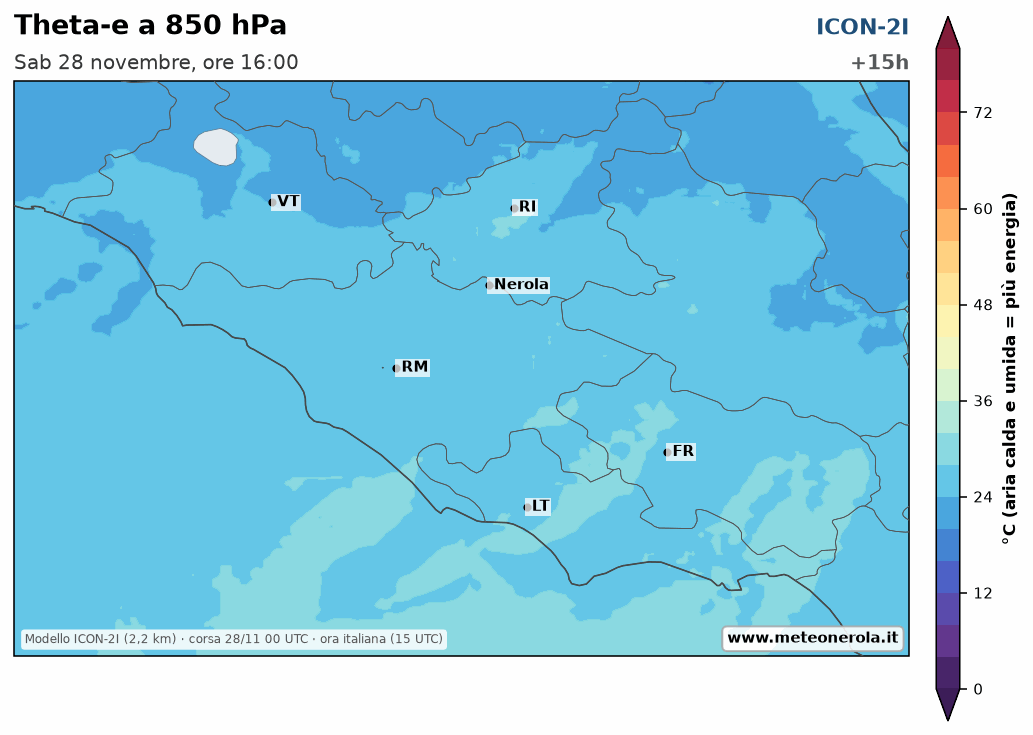 Theta-e a 850 hPa
ICON-2I
Sab 28 novembre, ore 16:00
+15h
72
60
48
36
24
12
0
°C (aria calda e umida = più energia)
VT
RI
Nerola
RM
FR
LT
Modello ICON-2I (2,2 km) · corsa 28/11 00 UTC · ora italiana (15 UTC)
www.meteonerola.it